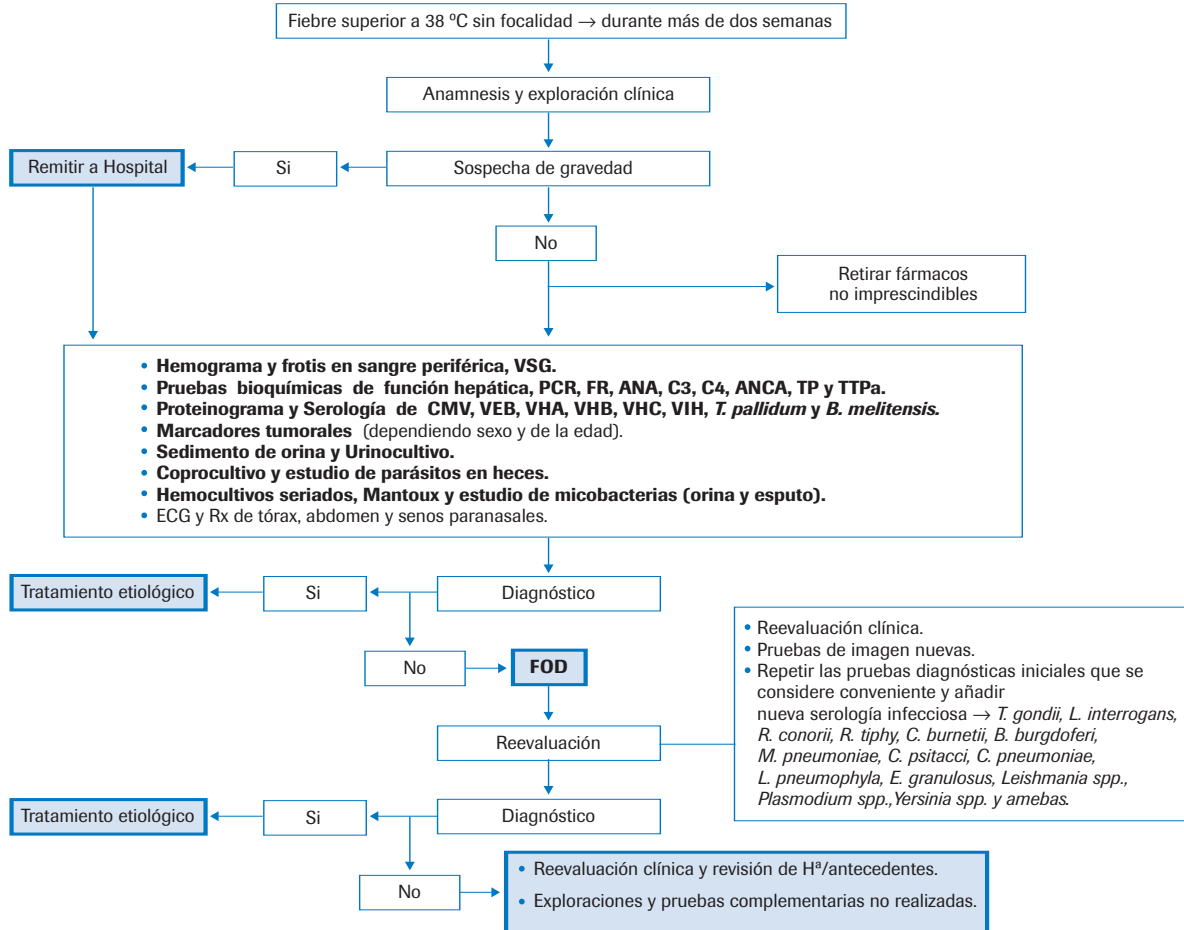 Fiebre superior a 38 ºC sin focalidad → durante más de dos semanas
Anamnesis y exploración clínica
Remitir a Hospital
Si
Sospecha de gravedad
No
Retirar fármacos
no imprescindibles
• Hemograma y frotis en sangre periférica, VSG.
• Pruebas bioquímicas de función hepática, PCR, FR, ANA, C3, C4, ANCA, TP y TTPa.
• Proteinograma y Serología de CMV, VEB, VHA, VHB, VHC, VIH, T. pallidum y B. melitensis.
• Marcadores tumorales (dependiendo sexo y de la edad).
• Sedimento de orina y Urinocultivo.
• Coprocultivo y estudio de parásitos en heces.
• Hemocultivos seriados, Mantoux y estudio de micobacterias (orina y esputo).
• ECG y Rx de tórax, abdomen y senos paranasales.
Tratamiento etiológico
Si
Diagnóstico
No
FOD
• Reevaluación clínica.
• Pruebas de imagen nuevas.
• Repetir las pruebas diagnósticas iniciales que se
considere conveniente y añadir
nueva serología infecciosa → T. gondii, L. interrogans,
R. conorii, R. tiphy, C. burnetii, B. burgdoferi,
M. pneumoniae, C. psitacci, C. pneumoniae,
L. pneumophyla, E. granulosus, Leishmania spp.,
Plasmodium spp.,Yersinia spp. y amebas.
Reevaluación
Tratamiento etiológico
Si
Diagnóstico
No
• Reevaluación clínica y revisión de Hª/antecedentes.
• Exploraciones y pruebas complementarias no realizadas.